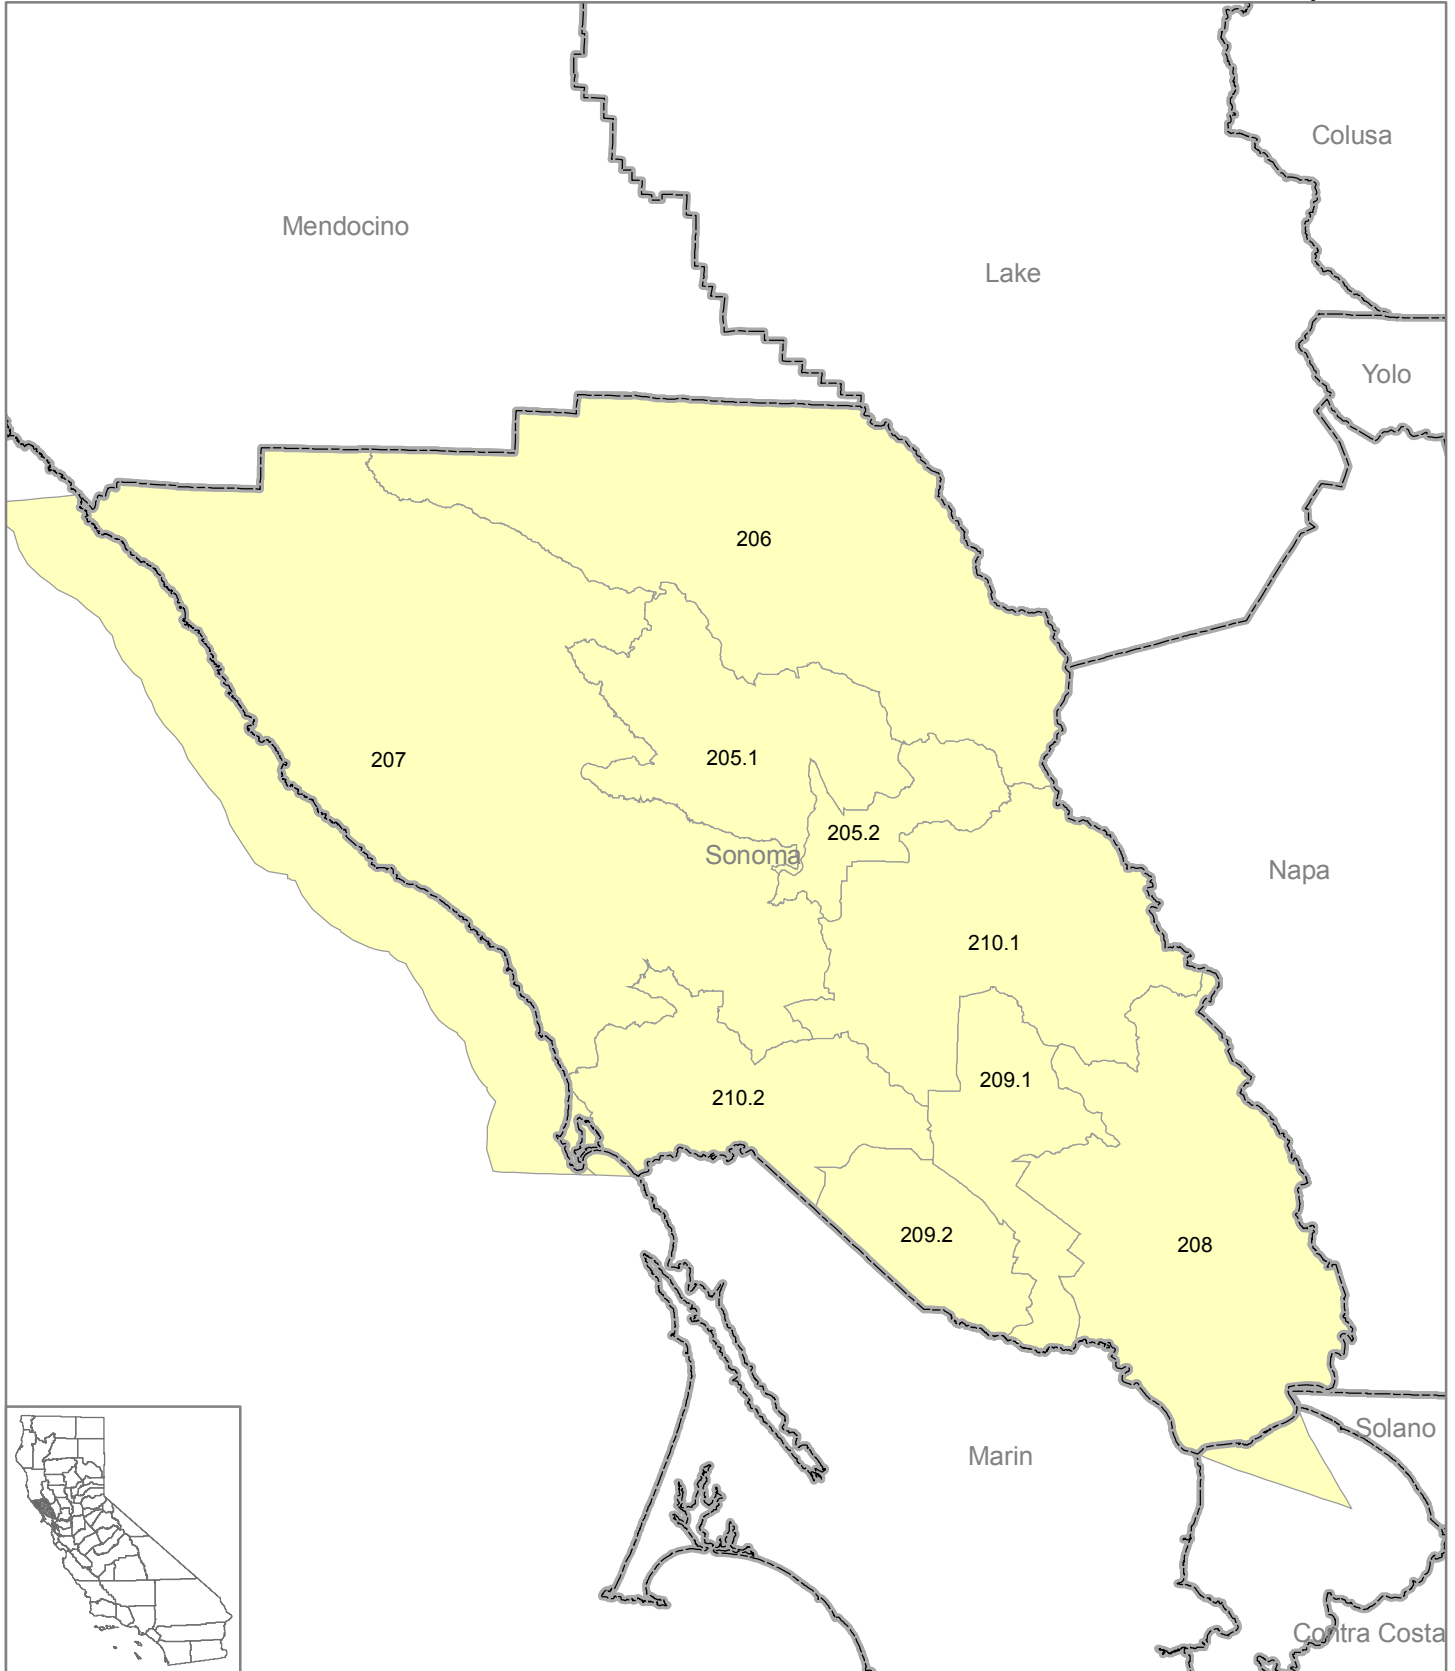 Colusa
Mendocino
Lake
Yolo
206
207
205.1
205.2
Sonoma
Napa
210.1
209.1
210.2
209.2
208
Solano
Marin
Contra Costa